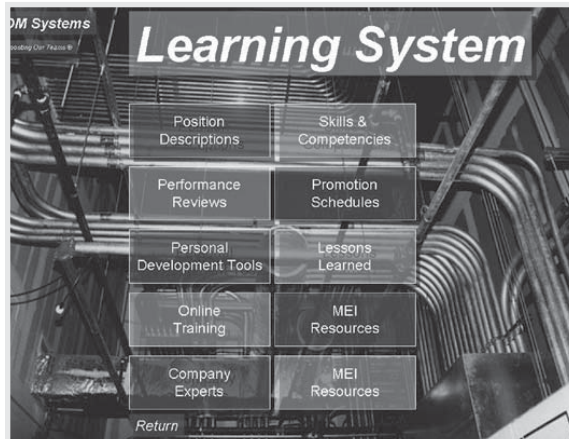 DM Systems
Learning System
Position
Descriptions
Skills &
Competencies
Performance
Reviews
Promotion
Schedules
Personal
Development Tools
Lessons
Learned
Online
Training
MEI
Resources
Company
Experts
MEI
Resources
Return